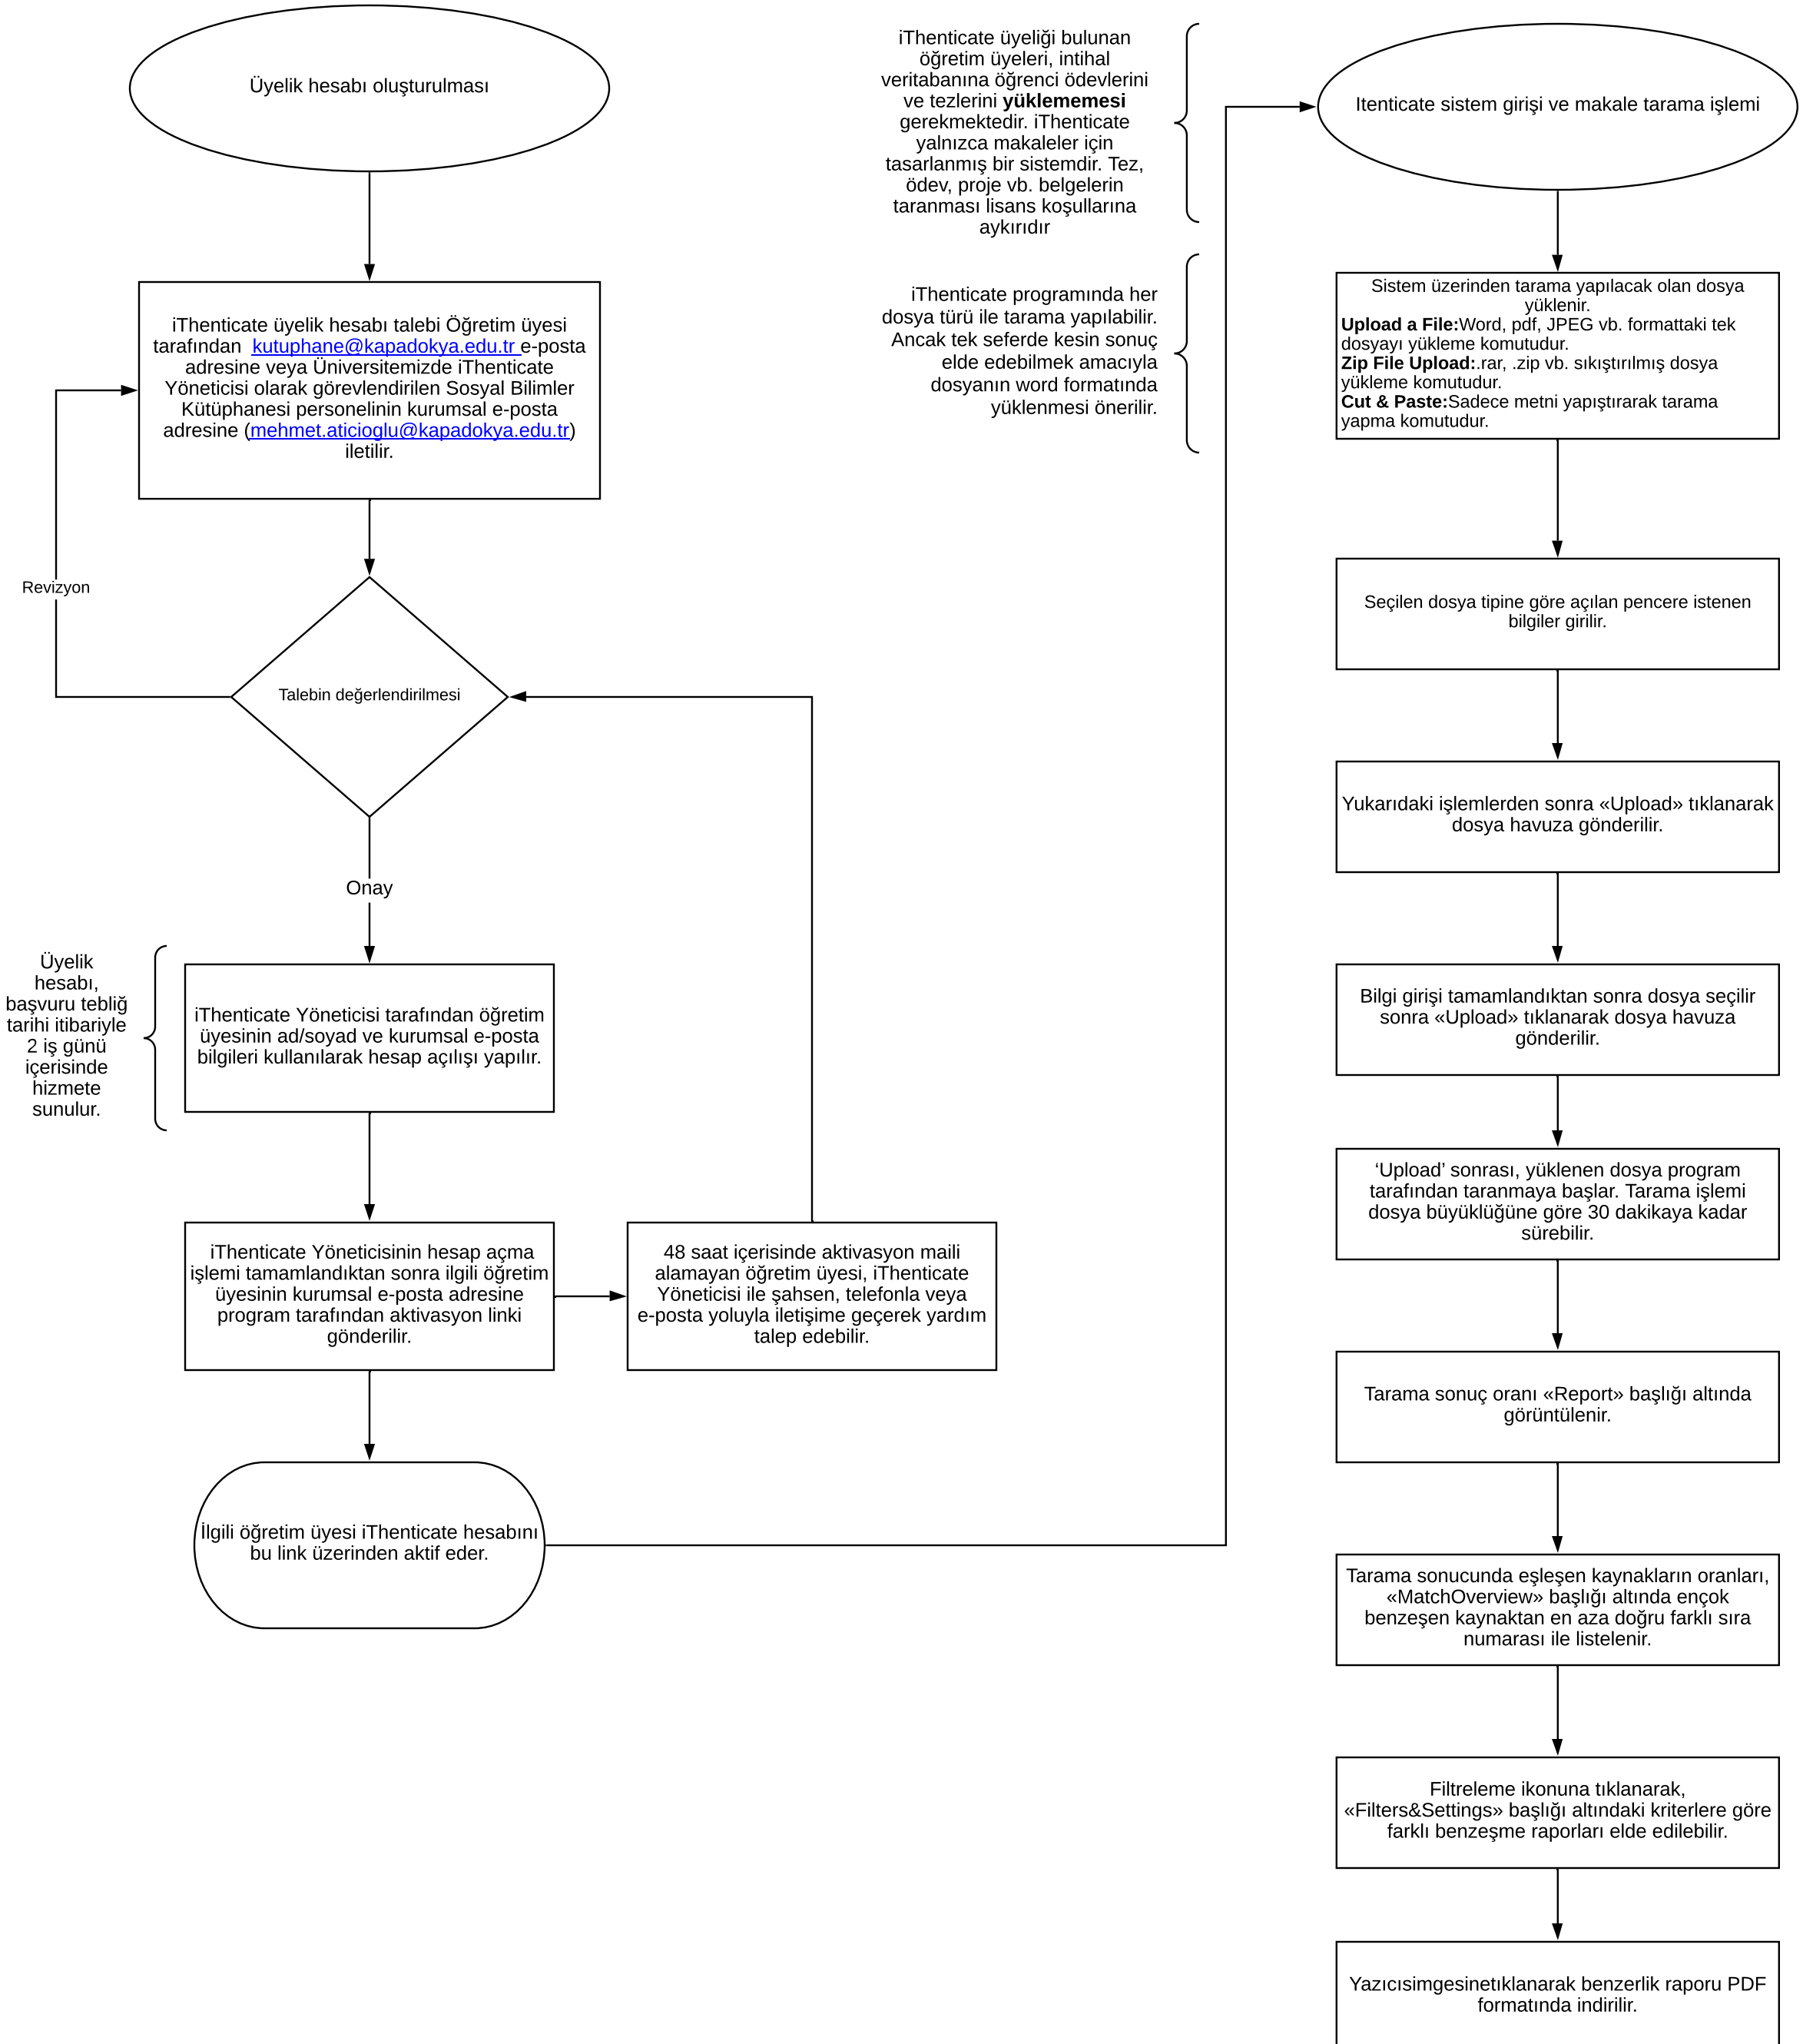 Üyelik hesabı oluşturulması
iThenticate üyelik hesabı talebi Öğretim üyesi
tarafından kutuphane@kapadokya.edu.tr e-posta
adresine veya Üniversitemizde iThenticate
Yöneticisi olarak görevlendirilen Sosyal Bilimler
Kütüphanesi personelinin kurumsal e-posta
adresine (mehmet.aticioglu@kapadokya.edu.tr)
iletilir.
Revizyon
Talebin değerlendirilmesi
Onay
Üyelik
hesabı,
başvuru tebliğ
tarihi itibariyle
2 iş günü
içerisinde
hizmete
sunulur.
iThenticate Yöneticisi tarafından öğretim
üyesinin ad/soyad ve kurumsal e-posta
bilgileri kullanılarak hesap açılışı yapılır.
iThenticate Yöneticisinin hesap açma
işlemi tamamlandıktan sonra ilgili öğretim
üyesinin kurumsal e-posta adresine
program tarafından aktivasyon linki
gönderilir.
48 saat içerisinde aktivasyon maili
alamayan öğretim üyesi, iThenticate
Yöneticisi ile şahsen, telefonla veya
e-posta yoluyla iletişime geçerek yardım
talep edebilir.
İlgili öğretim üyesi iThenticate hesabını
bu link üzerinden aktif eder.
iThenticate üyeliği bulunan
öğretim üyeleri, intihal
veritabanına öğrenci ödevlerini
ve tezlerini yüklememesi
gerekmektedir. iThenticate
yalnızca makaleler için
tasarlanmış bir sistemdir. Tez,
ödev, proje vb. belgelerin
taranması lisans koşullarına
aykırıdır
iThenticate programında her
dosya türü ile tarama yapılabilir.
Ancak tek seferde kesin sonuç
elde edebilmek amacıyla
dosyanın word formatında
yüklenmesi önerilir.
Itenticate sistem girişi ve makale tarama işlemi
Sistem üzerinden tarama yapılacak olan dosya
yüklenir.
Upload a File:Word, pdf, JPEG vb. formattaki tek
dosyayı yükleme komutudur.
Zip File Upload:.rar, .zip vb. sıkıştırılmış dosya
yükleme komutudur.
Cut & Paste:Sadece metni yapıştırarak tarama
yapma komutudur.
Seçilen dosya tipine göre açılan pencere istenen
bilgiler girilir.
Yukarıdaki işlemlerden sonra «Upload» tıklanarak
dosya havuza gönderilir.
Bilgi girişi tamamlandıktan sonra dosya seçilir
sonra «Upload» tıklanarak dosya havuza
gönderilir.
‘Upload’ sonrası, yüklenen dosya program
tarafından taranmaya başlar. Tarama işlemi
dosya büyüklüğüne göre 30 dakikaya kadar
sürebilir.
Tarama sonuç oranı «Report» başlığı altında
görüntülenir.
Tarama sonucunda eşleşen kaynakların oranları,
«MatchOverview» başlığı altında ençok
benzeşen kaynaktan en aza doğru farklı sıra
numarası ile listelenir.
Filtreleme ikonuna tıklanarak,
«Filters&Settings» başlığı altındaki kriterlere göre
farklı benzeşme raporları elde edilebilir.
Yazıcısimgesinetıklanarak benzerlik raporu PDF
formatında indirilir.